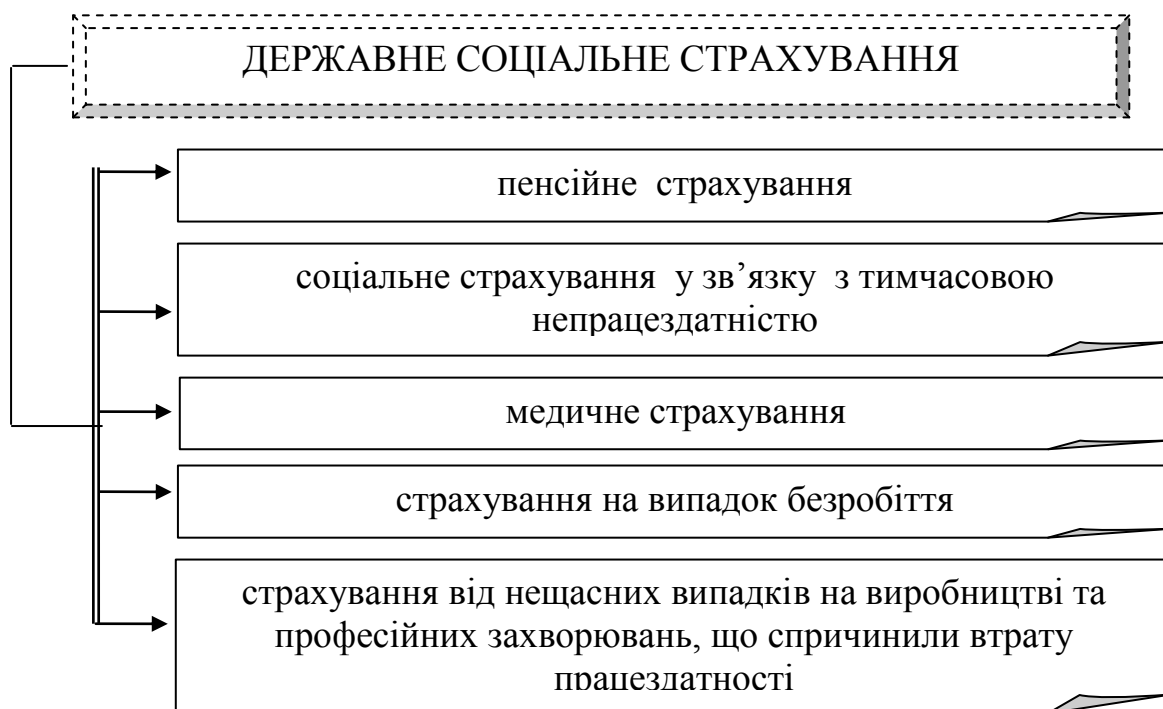 ДЕРЖАВНЕ СОЦІАЛЬНЕ СТРАХУВАННЯ
пенсійне страхування
соціальне страхування у зв’язку з тимчасовою
непрацездатністю
медичне страхування
страхування на випадок безробіття
страхування від нещасних випадків на виробництві та
професійних захворювань, що спричинили втрату
працездатності